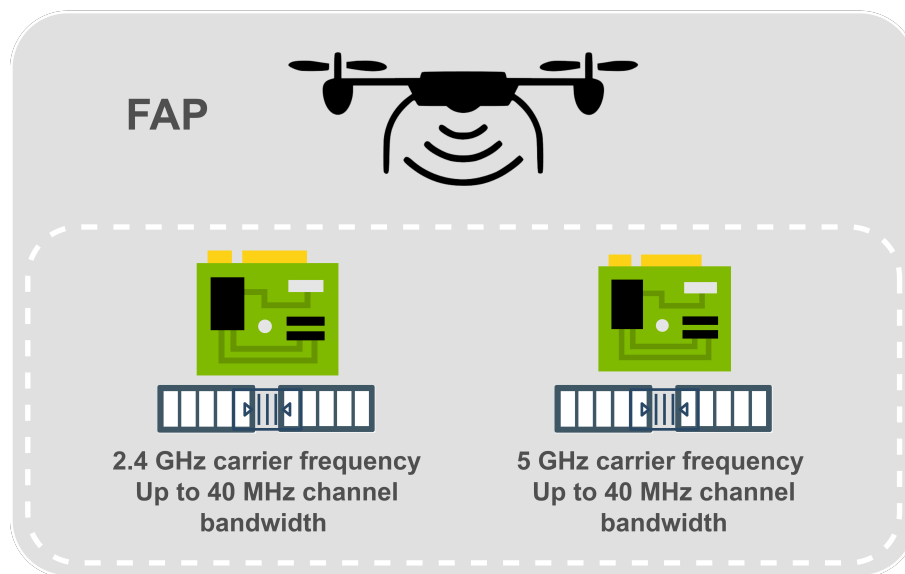 FAP
2.4 GHz carrier frequency
Up to 40 MHz channel
bandwidth
5 GHz carrier frequency
Up to 40 MHz channel
bandwidth